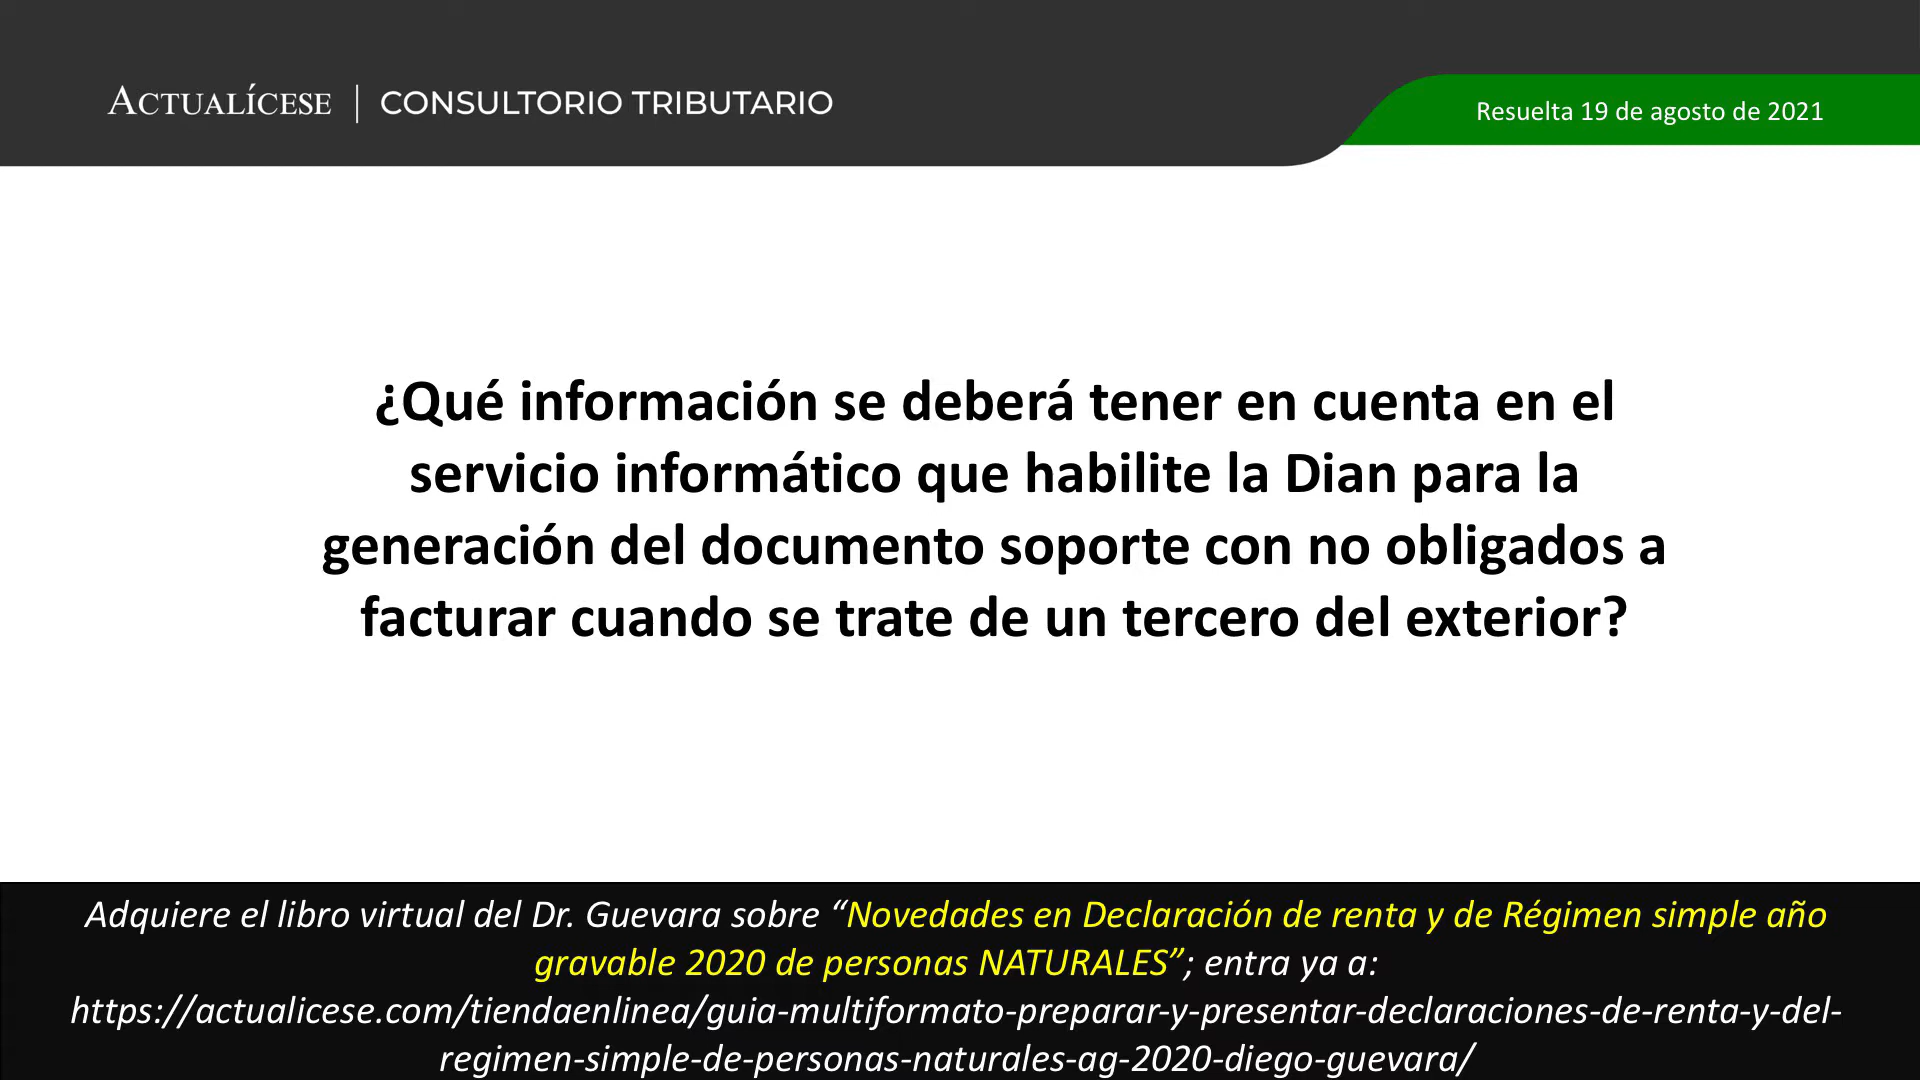 ACTUALÍCESE | CONSULTORIO TRIBUTARIO
Resuelta 19 de agosto de 2021
¿Qué información se deberá tener en cuenta en el
servicio informático que habilite la Dian para la
generación del documento soporte con no obligados a
facturar cuando se trate de un tercero del exterior?
Adquiere el libro virtual del Dr. Guevara sobre “Novedades en Declaración de renta y de Régimen simple año
gravable 2020 de personas NATURALES”; entra ya a:
https://actualicese.com/tiendaenlinea/guia-multiformato-preparar-y-presentar-declaraciones-de-renta-y-del-
regimen-simple-de-personas-naturales-ag-2020-diego-guevara/